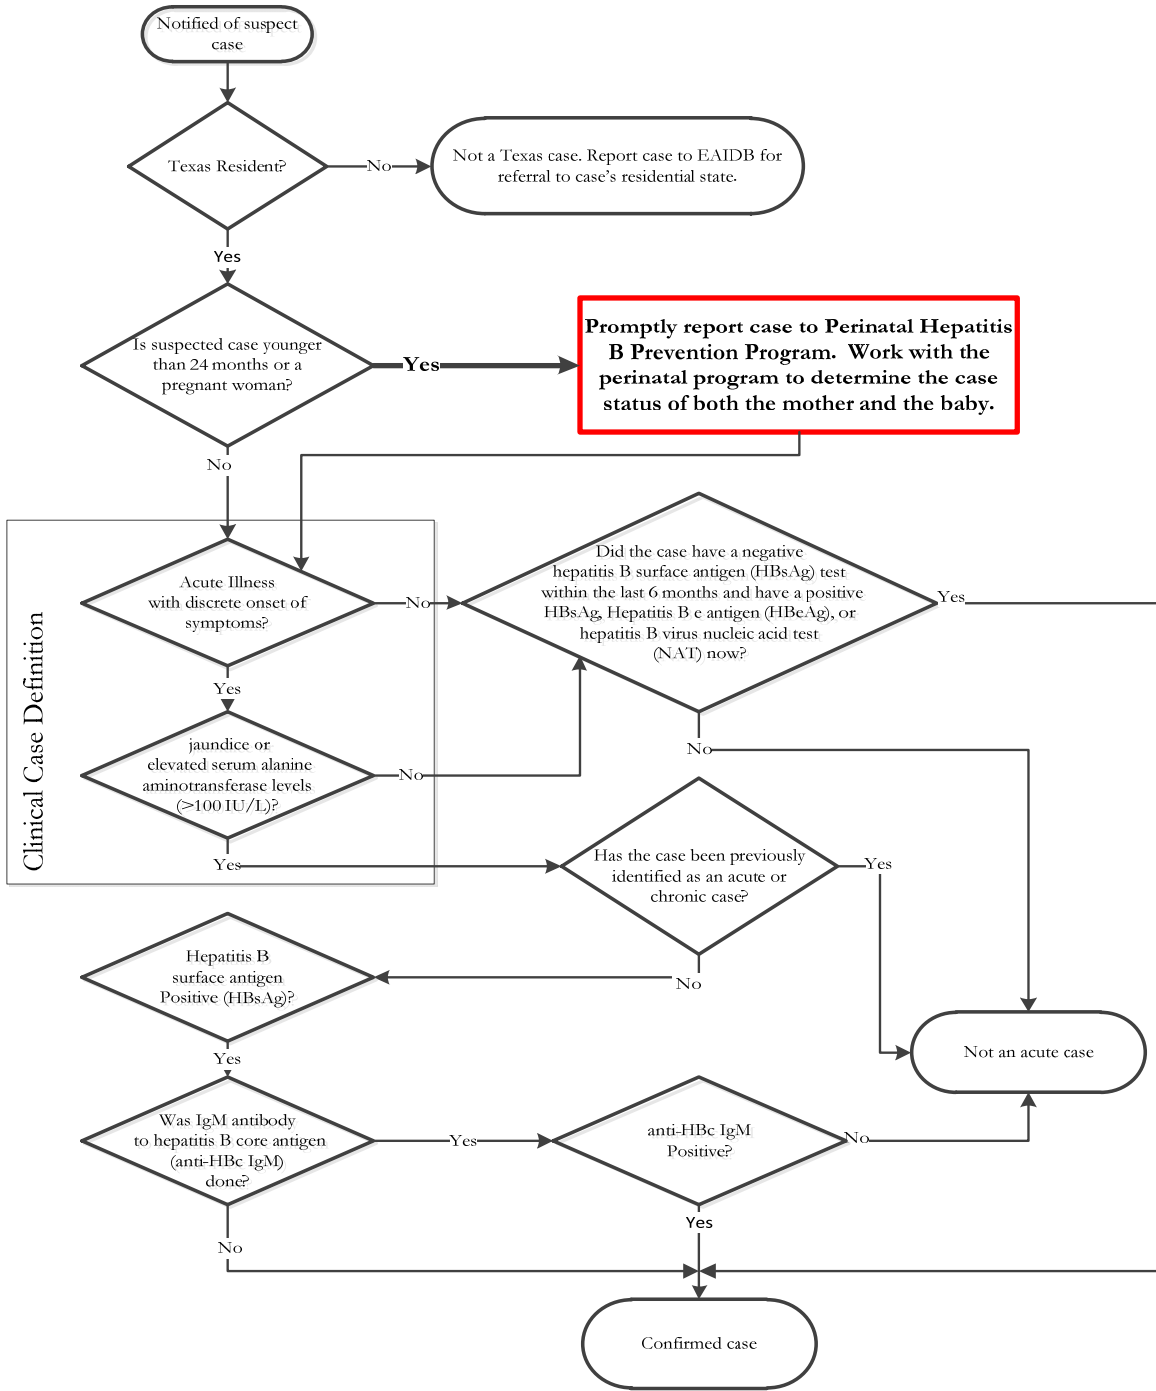 Notified of suspect
case
Texas Resident?
No
Not a Texas case. Report case to EAIDB for
referral to case's residential state.
Yes
Is suspected case younger
than 24 months or a
pregnant woman?
Yes
Promptly report case to Perinatal Hepatitis
B Prevention Program.  Work with the
perinatal program to determine the case
status of both the mother and the baby.
No
Clinical Case Definition
Acute Illness
with discrete onset of
symptoms?
No
Did the case have a negative
hepatitis B surface antigen (HBsAg) test
within the last 6 months and have a positive
HBsAg, Hepatitis B e antigen (HBeAg), or
hepatitis B virus nucleic acid test
(NAT) now?
Yes
Yes
No
jaundice or
elevated serum alanine
aminotransferase levels
(>100 IU/L)?
No
Yes
Has the case been previously
identified as an acute or
chronic case?
Yes
No
Hepatitis B
surface antigen
Positive (HBsAg)?
Yes
Not an acute case
Was IgM antibody
to hepatitis B core antigen
(anti-HBc IgM)
done?
Yes
anti-HBc IgM
Positive?
No
Yes
No
Confirmed case